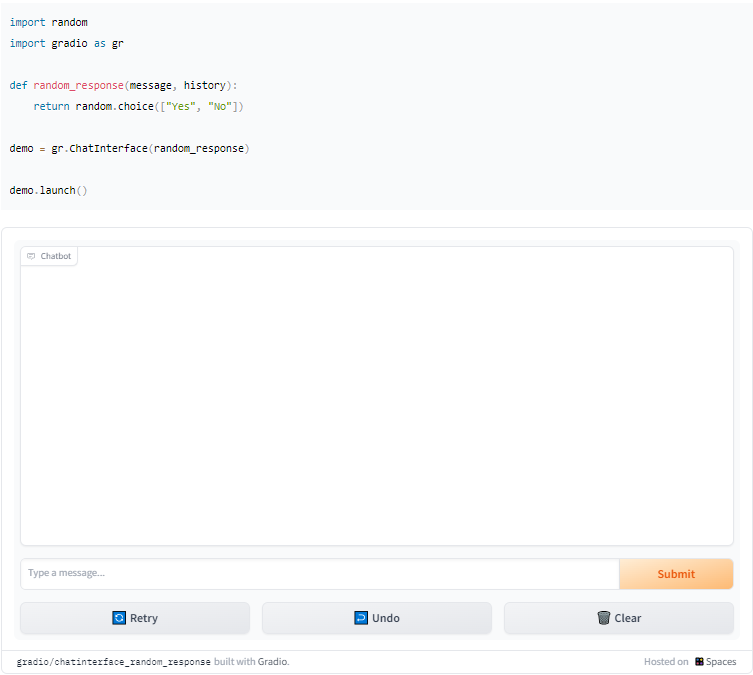 import random
import gradio as gr
def random_response(message, history):
    return random.choice(["Yes", "No"])
demo = gr.ChatInterface(random_response)
demo.launch()
Chatbot
Type a message...
Submit
Retry
Undo
Clear
gradio/chatinterface_random_response built with Gradio.
Hosted on Spaces